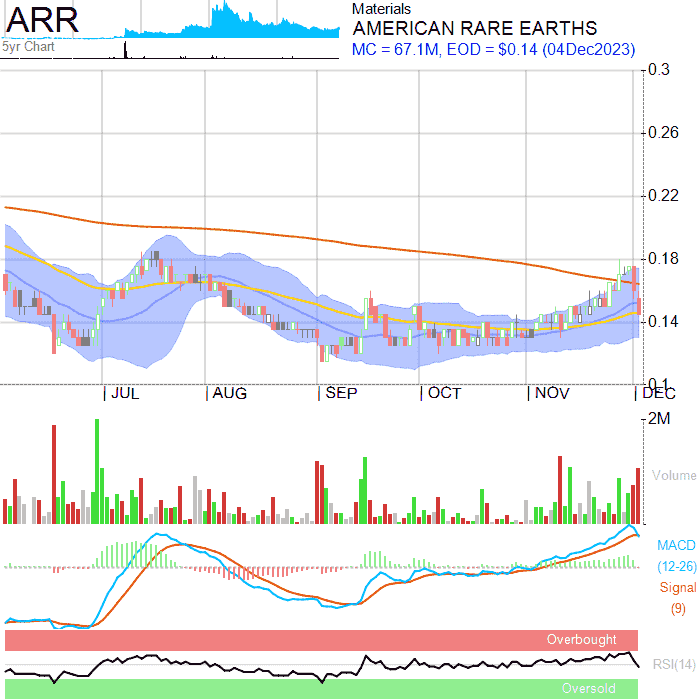 ARR
5yr Chart
Materials
AMERICAN RARE EARTHS
MC = 67.1M, EOD = $0.14 (04Dec2023)
0.3
0.26
0.22
0.18
0.14
0.1
JUL AUG SEP OCT NOV DEC
2M
Volume
MACD
(12-26)
Signal
(9)
Overbought
RSI(14)
Oversold